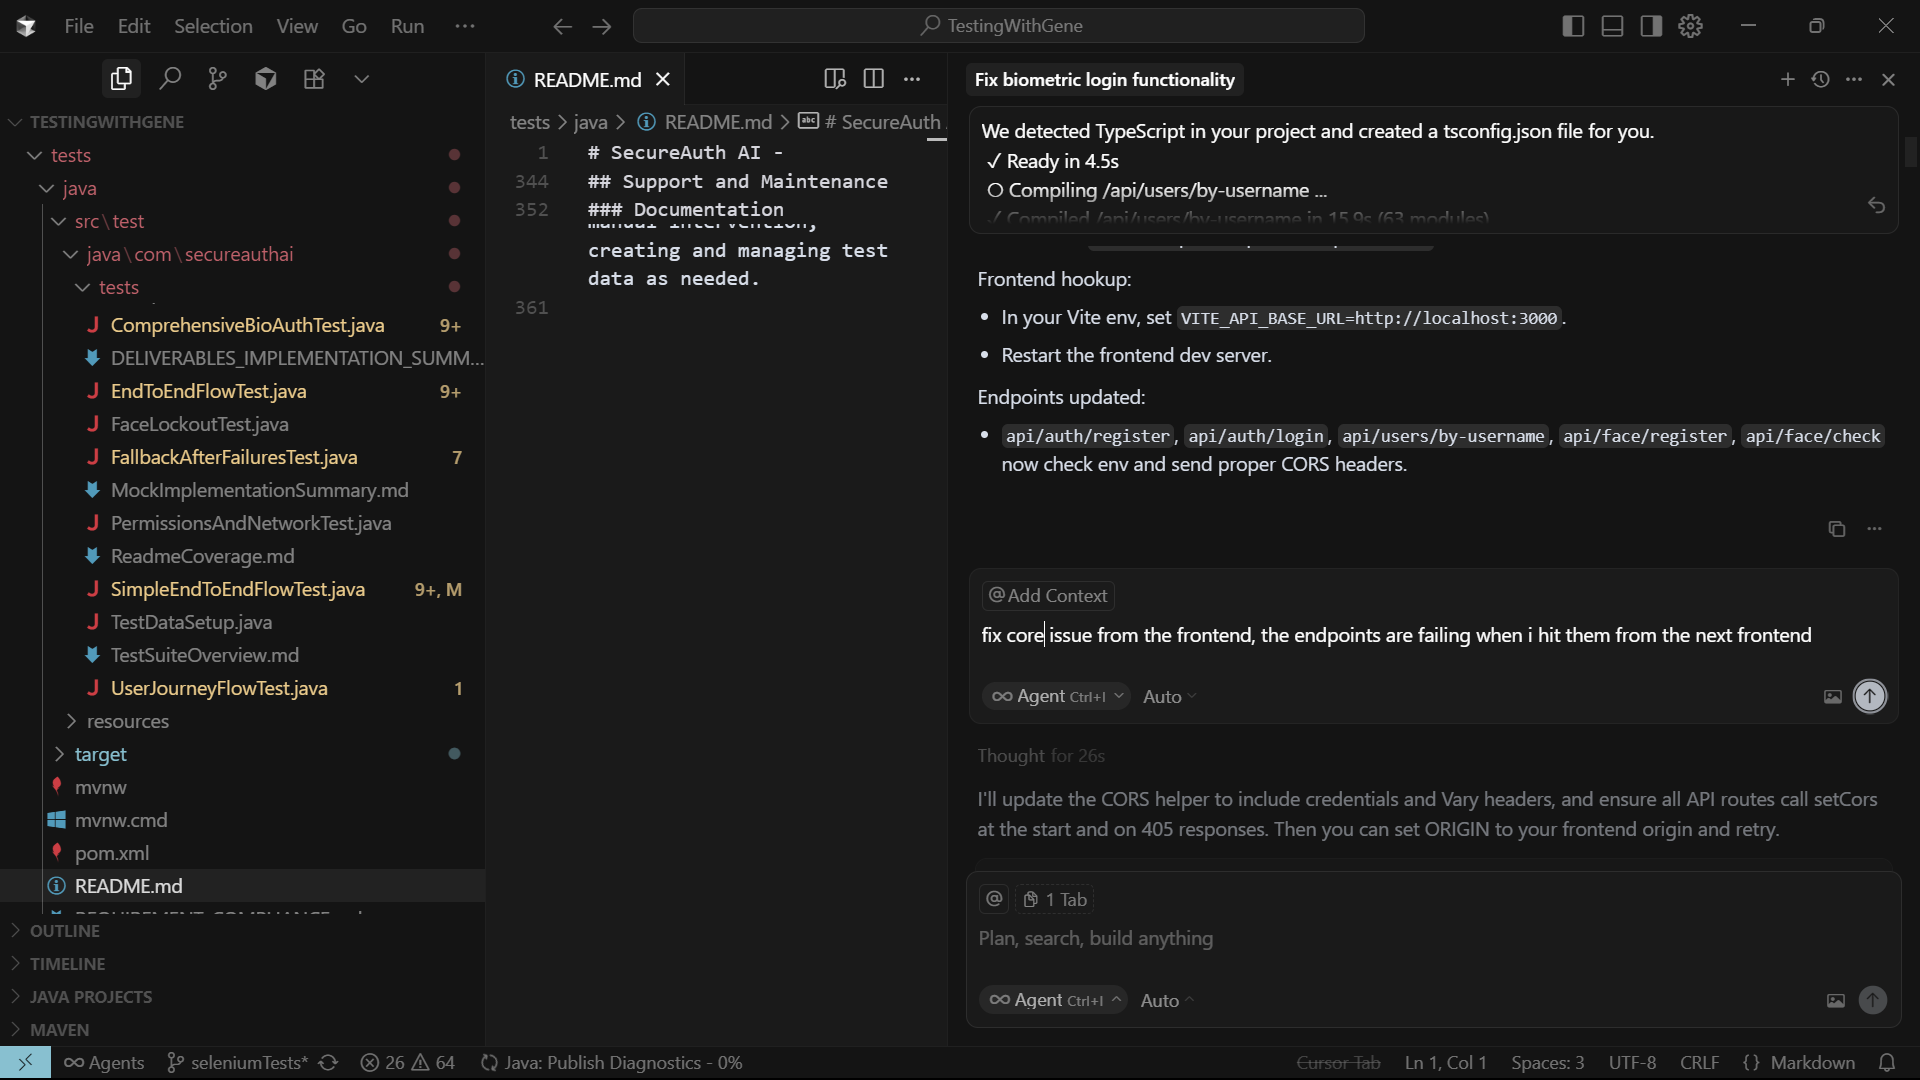 File Edit Selection View Go Run ···
TestingWithGene
TESTINGWITHGENE
tests
java
src\test
java\com\secureauthai
tests
ComprehensiveBioAuthTest.java 9+
DELIVERABLES_IMPLEMENTATION_SUMM...
EndToEndFlowTest.java 9+
FaceLockoutTest.java
FallbackAfterFailuresTest.java 7
MockImplementationSummary.md
PermissionsAndNetworkTest.java
ReadmeCoverage.md
SimpleEndToEndFlowTest.java 9+, M
TestDataSetup.java
TestSuiteOverview.md
UserJourneyFlowTest.java 1
resources
target
mvnw
mvnw.cmd
pom.xml
README.md
OUTLINE
TIMELINE
JAVA PROJECTS
MAVEN
README.md
tests > java > README.md > # SecureAuth
1 # SecureAuth AI -
344 ## Support and Maintenance
352 ### Documentation
manual intervention,
creating and managing test
data as needed.
361
Fix biometric login functionality
We detected TypeScript in your project and created a tsconfig.json file for you.
✓ Ready in 4.5s
○ Compiling /api/users/by-username ...
✓ Compiled /api/users/by-username in 15.9s (63 modules)
Frontend hookup:
• In your Vite env, set VITE_API_BASE_URL=http://localhost:3000.
• Restart the frontend dev server.
Endpoints updated:
• api/auth/register, api/auth/login, api/users/by-username, api/face/register, api/face/check
now check env and send proper CORS headers.
@Add Context
fix core issue from the frontend, the endpoints are failing when i hit them from the next frontend
Agent Ctrl+I Auto
Thought for 26s
I'll update the CORS helper to include credentials and Vary headers, and ensure all API routes call setCors
at the start and on 405 responses. Then you can set ORIGIN to your frontend origin and retry.
@ 1 Tab
Plan, search, build anything
Agent Ctrl+I Auto
Agents seleniumTests* 26 64 Java: Publish Diagnostics - 0%
Cursor Tab Ln 1, Col 1 Spaces: 3 UTF-8 CRLF {} Markdown